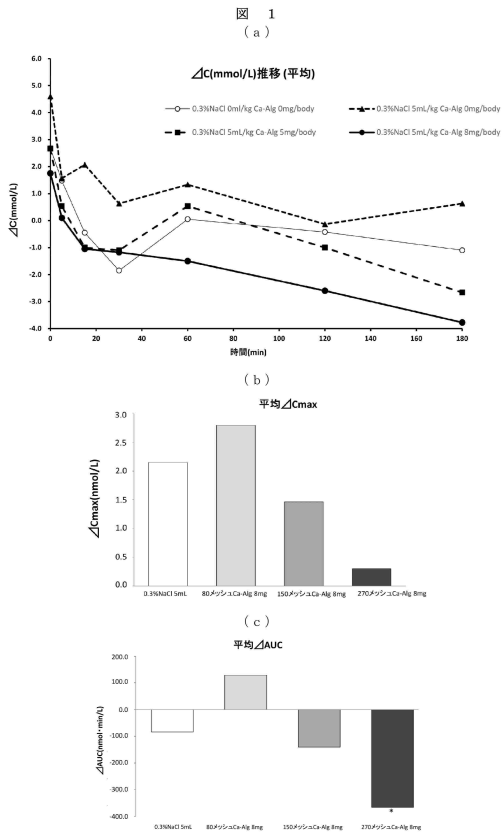 図 1
(a)
⊿C(mmol/L)推移 (平均)
0.3%NaCl 0ml/kg Ca-Alg 0mg/body
0.3%NaCl 5mL/kg Ca-Alg 0mg/body
0.3%NaCl 5mL/kg Ca-Alg 5mg/body
0.3%NaCl 5mL/kg Ca-Alg 8mg/body
⊿C(mmol/L)
6.0
5.0
4.0
3.0
2.0
1.0
0.0
-1.0
-2.0
-3.0
-4.0
0 20 40 60 80 100 120 140 160 180
時間(min)
(b)
平均⊿Cmax
⊿Cmax(nmol/L)
3.0
2.5
2.0
1.5
1.0
0.5
0.0
0.3%NaCl 5mL 80メッシュCa-Alg 8mg 150メッシュCa-Alg 8mg 270メッシュCa-Alg 8mg
(c)
平均⊿AUC
⊿AUC(nmol・min/L)
200.0
100.0
0.0
-100.0
-200.0
-300.0
-400.0
*
0.3%NaCl 5mL 80メッシュCa-Alg 8mg 150メッシュCa-Alg 8mg 270メッシュCa-Alg 8mg